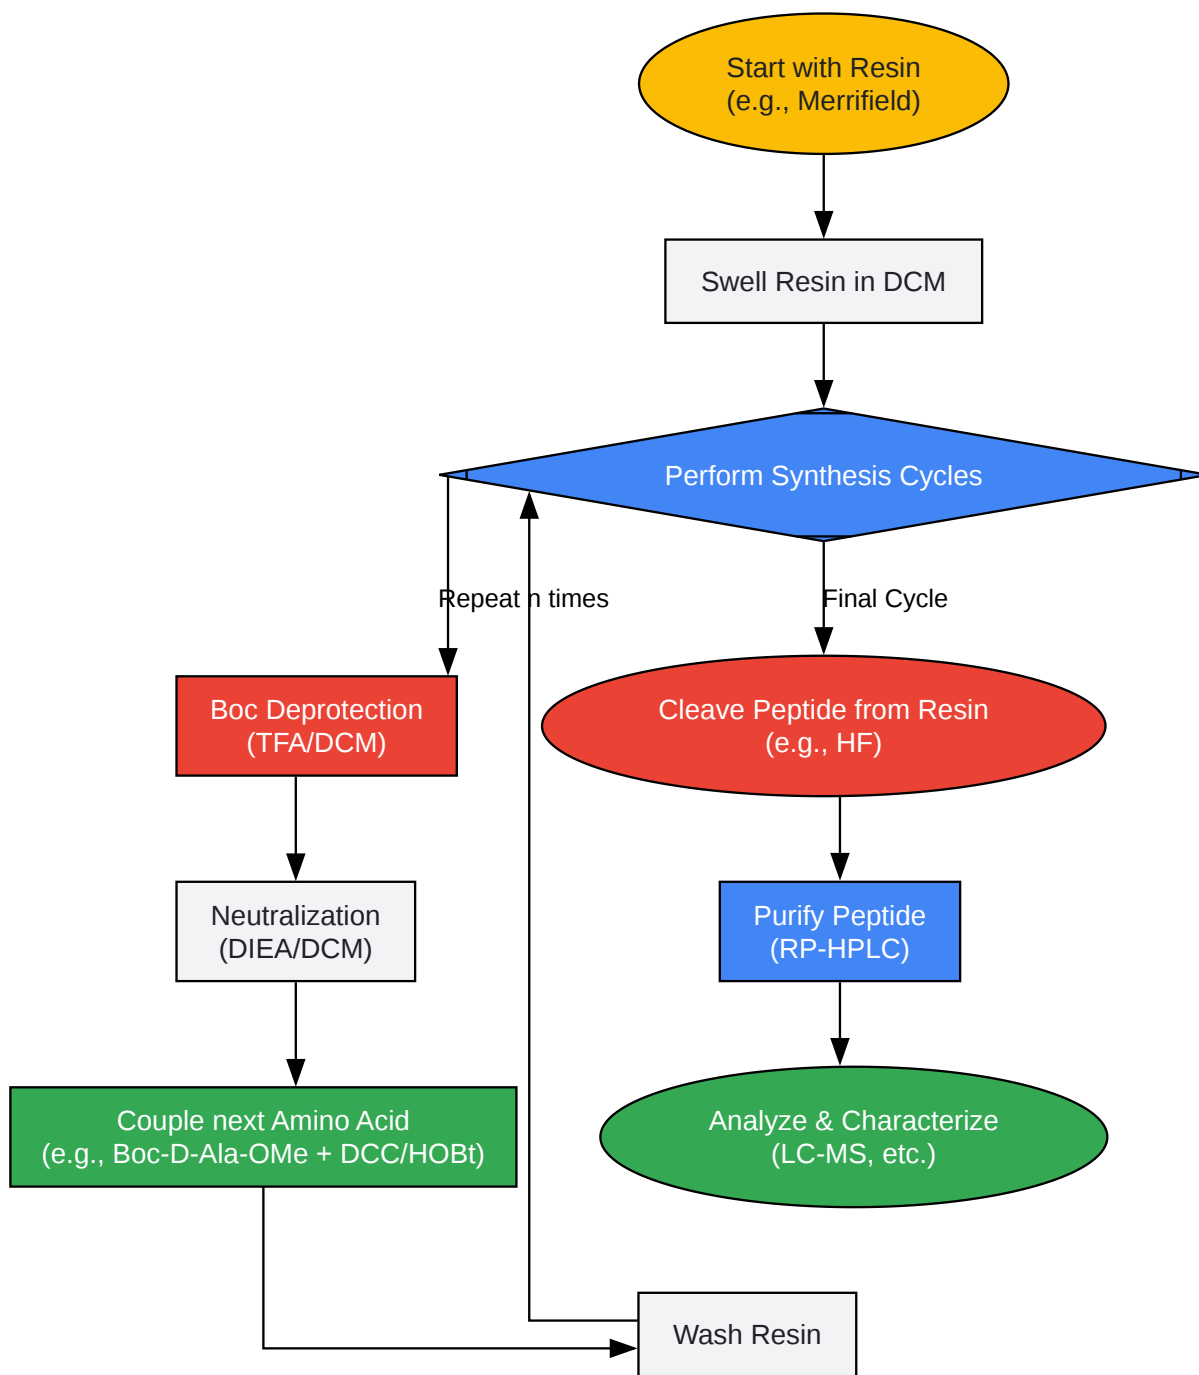 Start with Resin
(e.g., Merrifield)
Swell Resin in DCM
Perform Synthesis Cycles
Repeat n times
Final Cycle
Boc Deprotection
(TFA/DCM)
Cleave Peptide from Resin
(e.g., HF)
Neutralization
(DIEA/DCM)
Purify Peptide
(RP-HPLC)
Couple next Amino Acid
(e.g., Boc-D-Ala-OMe + DCC/HOBt)
Analyze & Characterize
(LC-MS, etc.)
Wash Resin